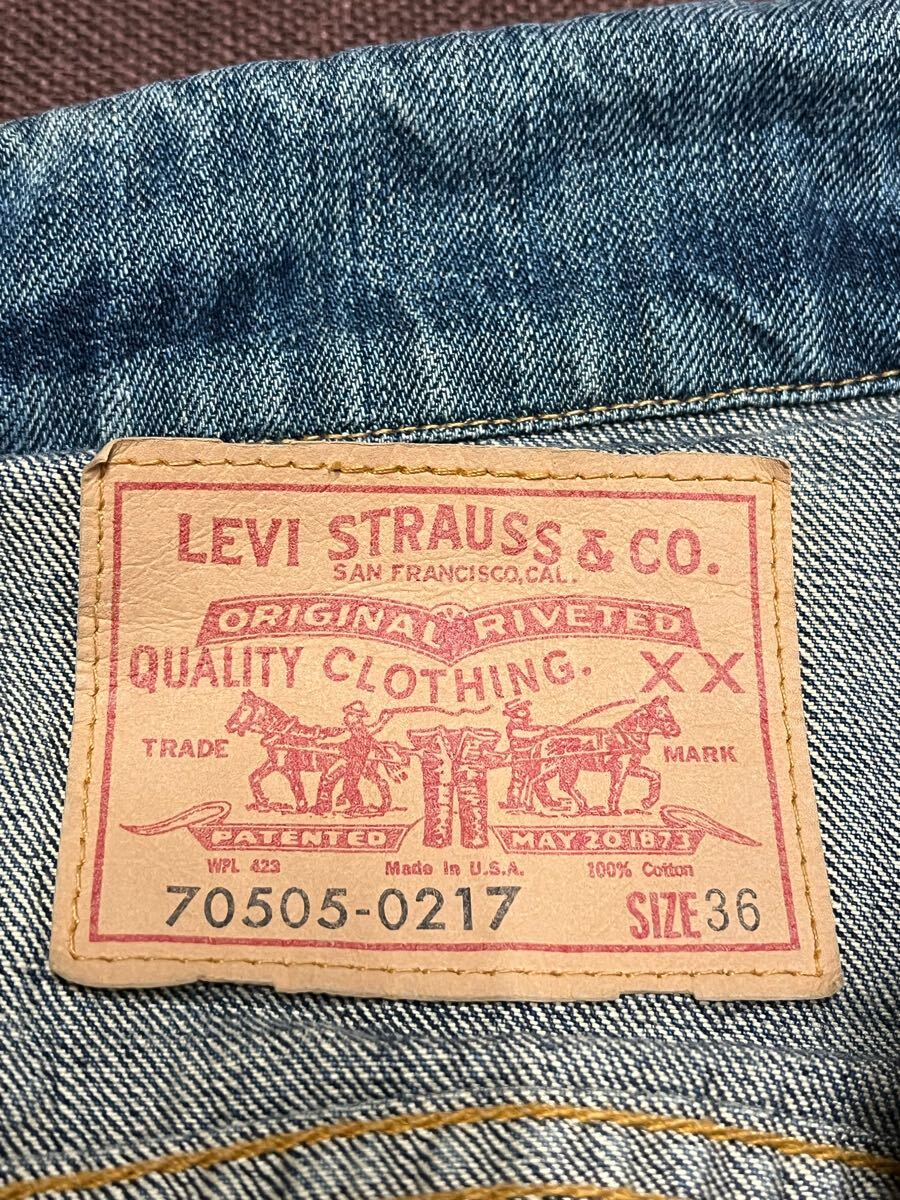 LEVI STRAUSS & CO.
SAN FRANCISCO, CAL.
ORIGINAL RIVETED
QUALITY CLOTHING. XX
TRADE MARK
PATENTED MAY 20 1873
WPL 423 Made in U.S.A. 100% Cotton
70505-0217 SIZE 36